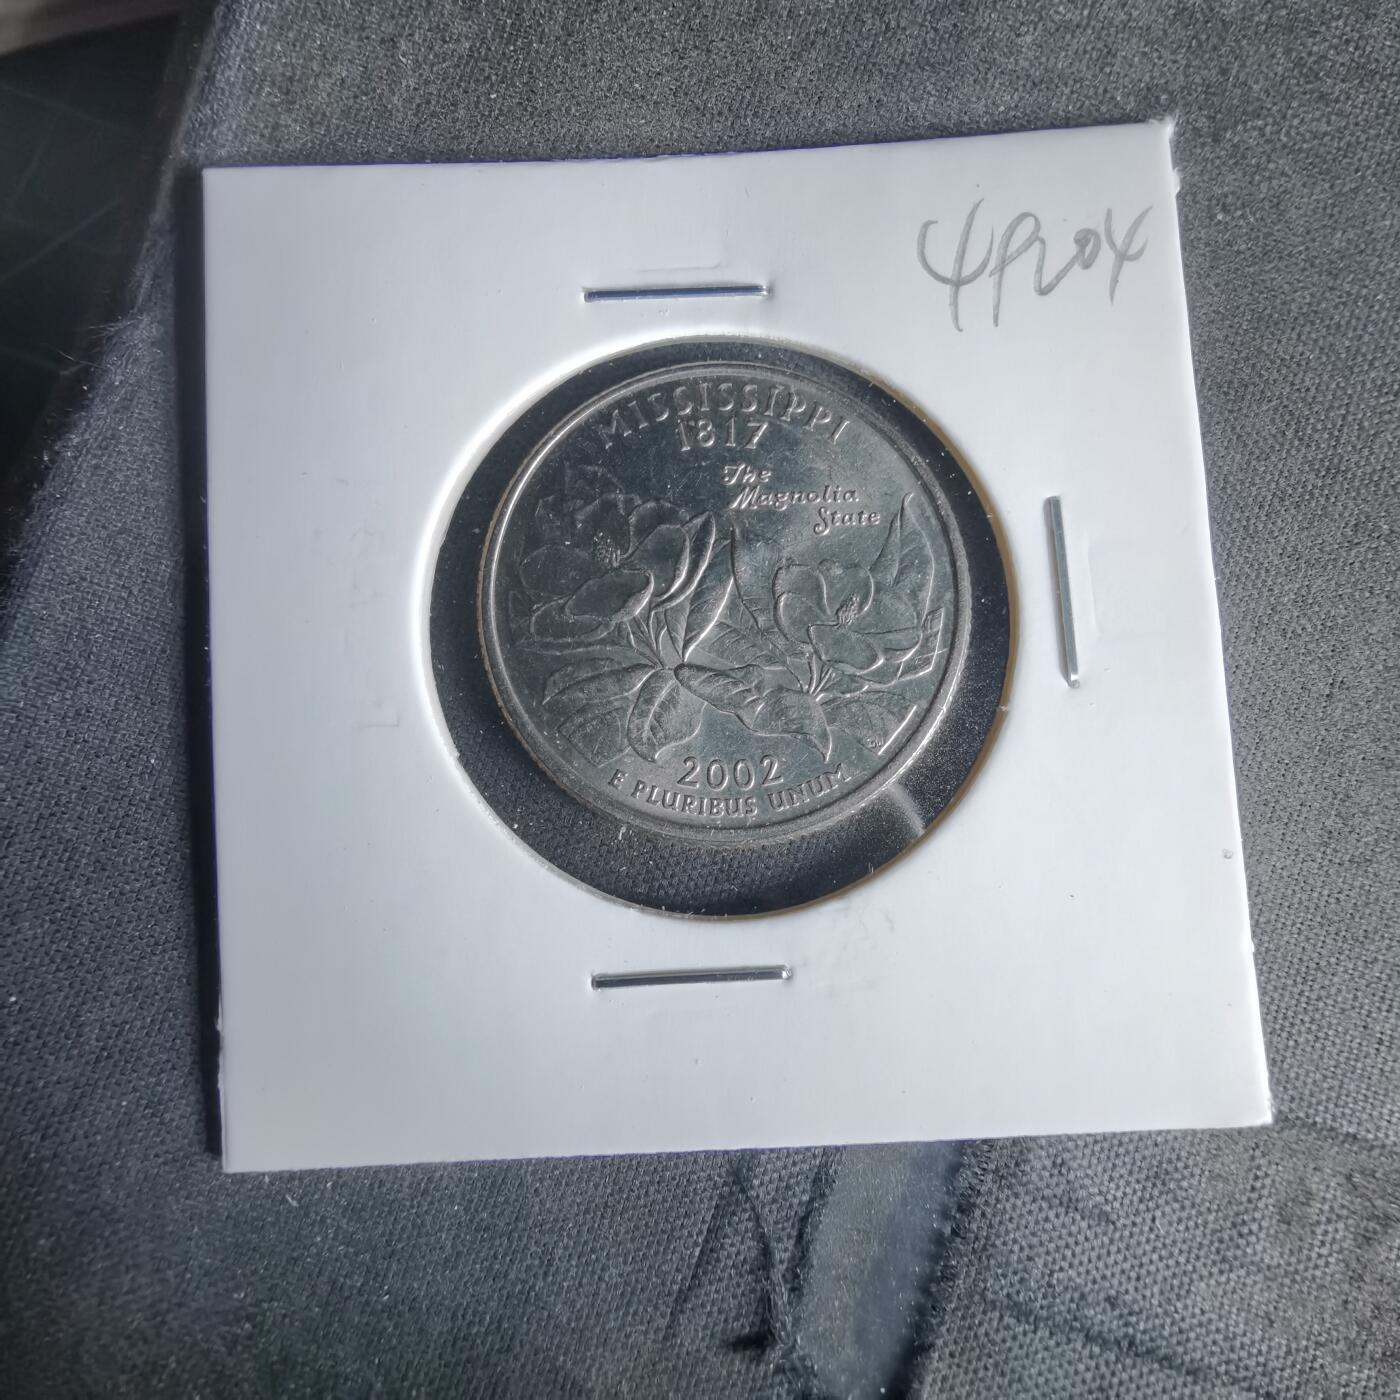 MISSISSIPPI
1817
The
Magnolia
State
2002
E PLURIBUS UNUM